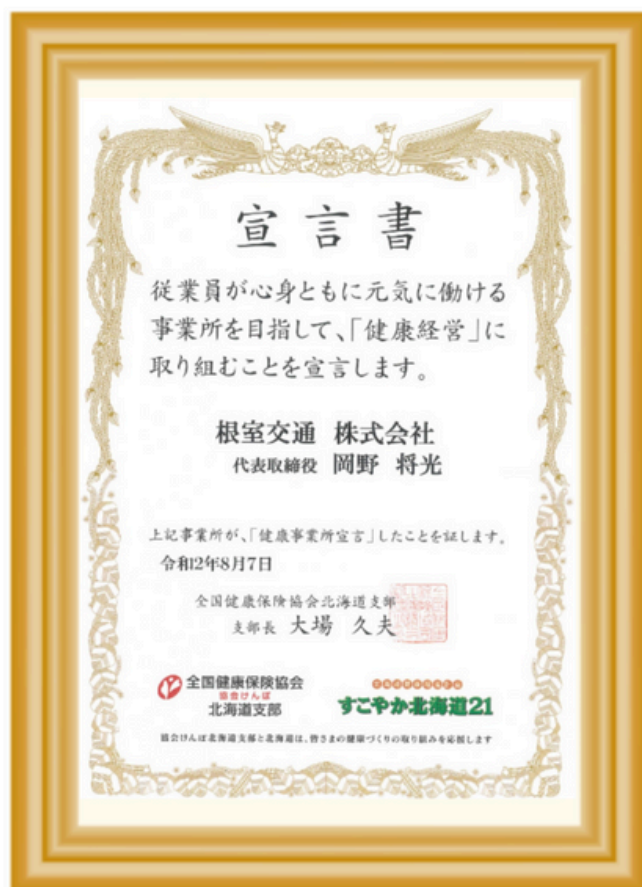 宣言書
従業員が心身ともに元気に働ける
事業所を目指して、「健康経営」に
取り組むことを宣言します。
根室交通 株式会社
代表取締役 岡野 将光
上記事業所が、「健康事業所宣言」したことを証します。
令和2年8月7日
全国健康保険協会北海道支部
支部長 大場 久夫
全国健康保険協会
協会けんぽ
北海道支部
すこやか北海道21
協会けんぽ北海道支部と北海道は、皆さまの健康づくりの取り組みを応援します